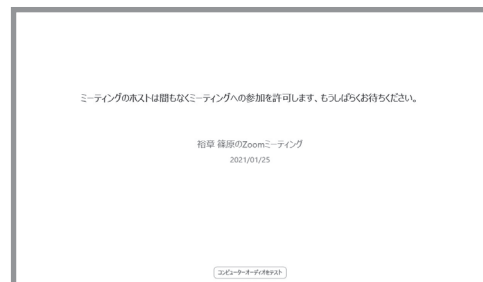 ミーティングのホストは間もなくミーティングへの参加を許可します、もうしばらくお待ちください。
裕章 篠原のZoomミーティング
2021/01/25
コンピューターオーディオをテスト